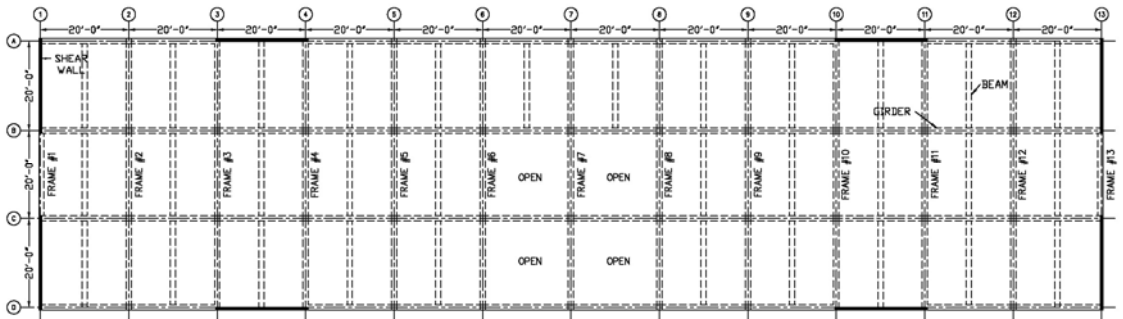 1 2 3 4 5 6 7 8 9 10 11 12 13
20'-0" 20'-0" 20'-0" 20'-0" 20'-0" 20'-0" 20'-0" 20'-0" 20'-0" 20'-0" 20'-0" 20'-0"
A
SHEAR
WALL
20'-0"
BEAM
GIRDER
B
20'-0"
FRAME #1 FRAME #2 FRAME #3 FRAME #4 FRAME #5 FRAME #6 OPEN FRAME #7 OPEN FRAME #8 FRAME #9 FRAME #10 FRAME #11 FRAME #12 FRAME #13
C
20'-0"
OPEN OPEN
D